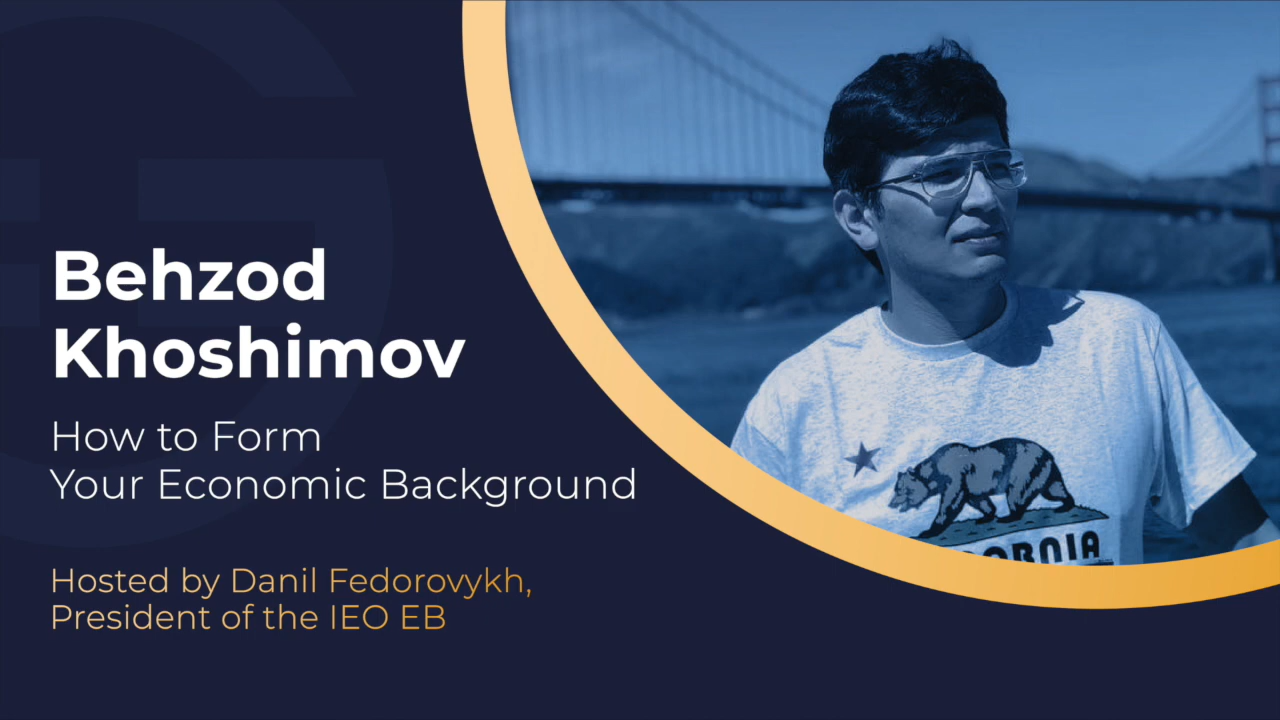 Behzod
Khoshimov
How to Form
Your Economic Background
Hosted by Danil Fedorovykh,
President of the IEO EB